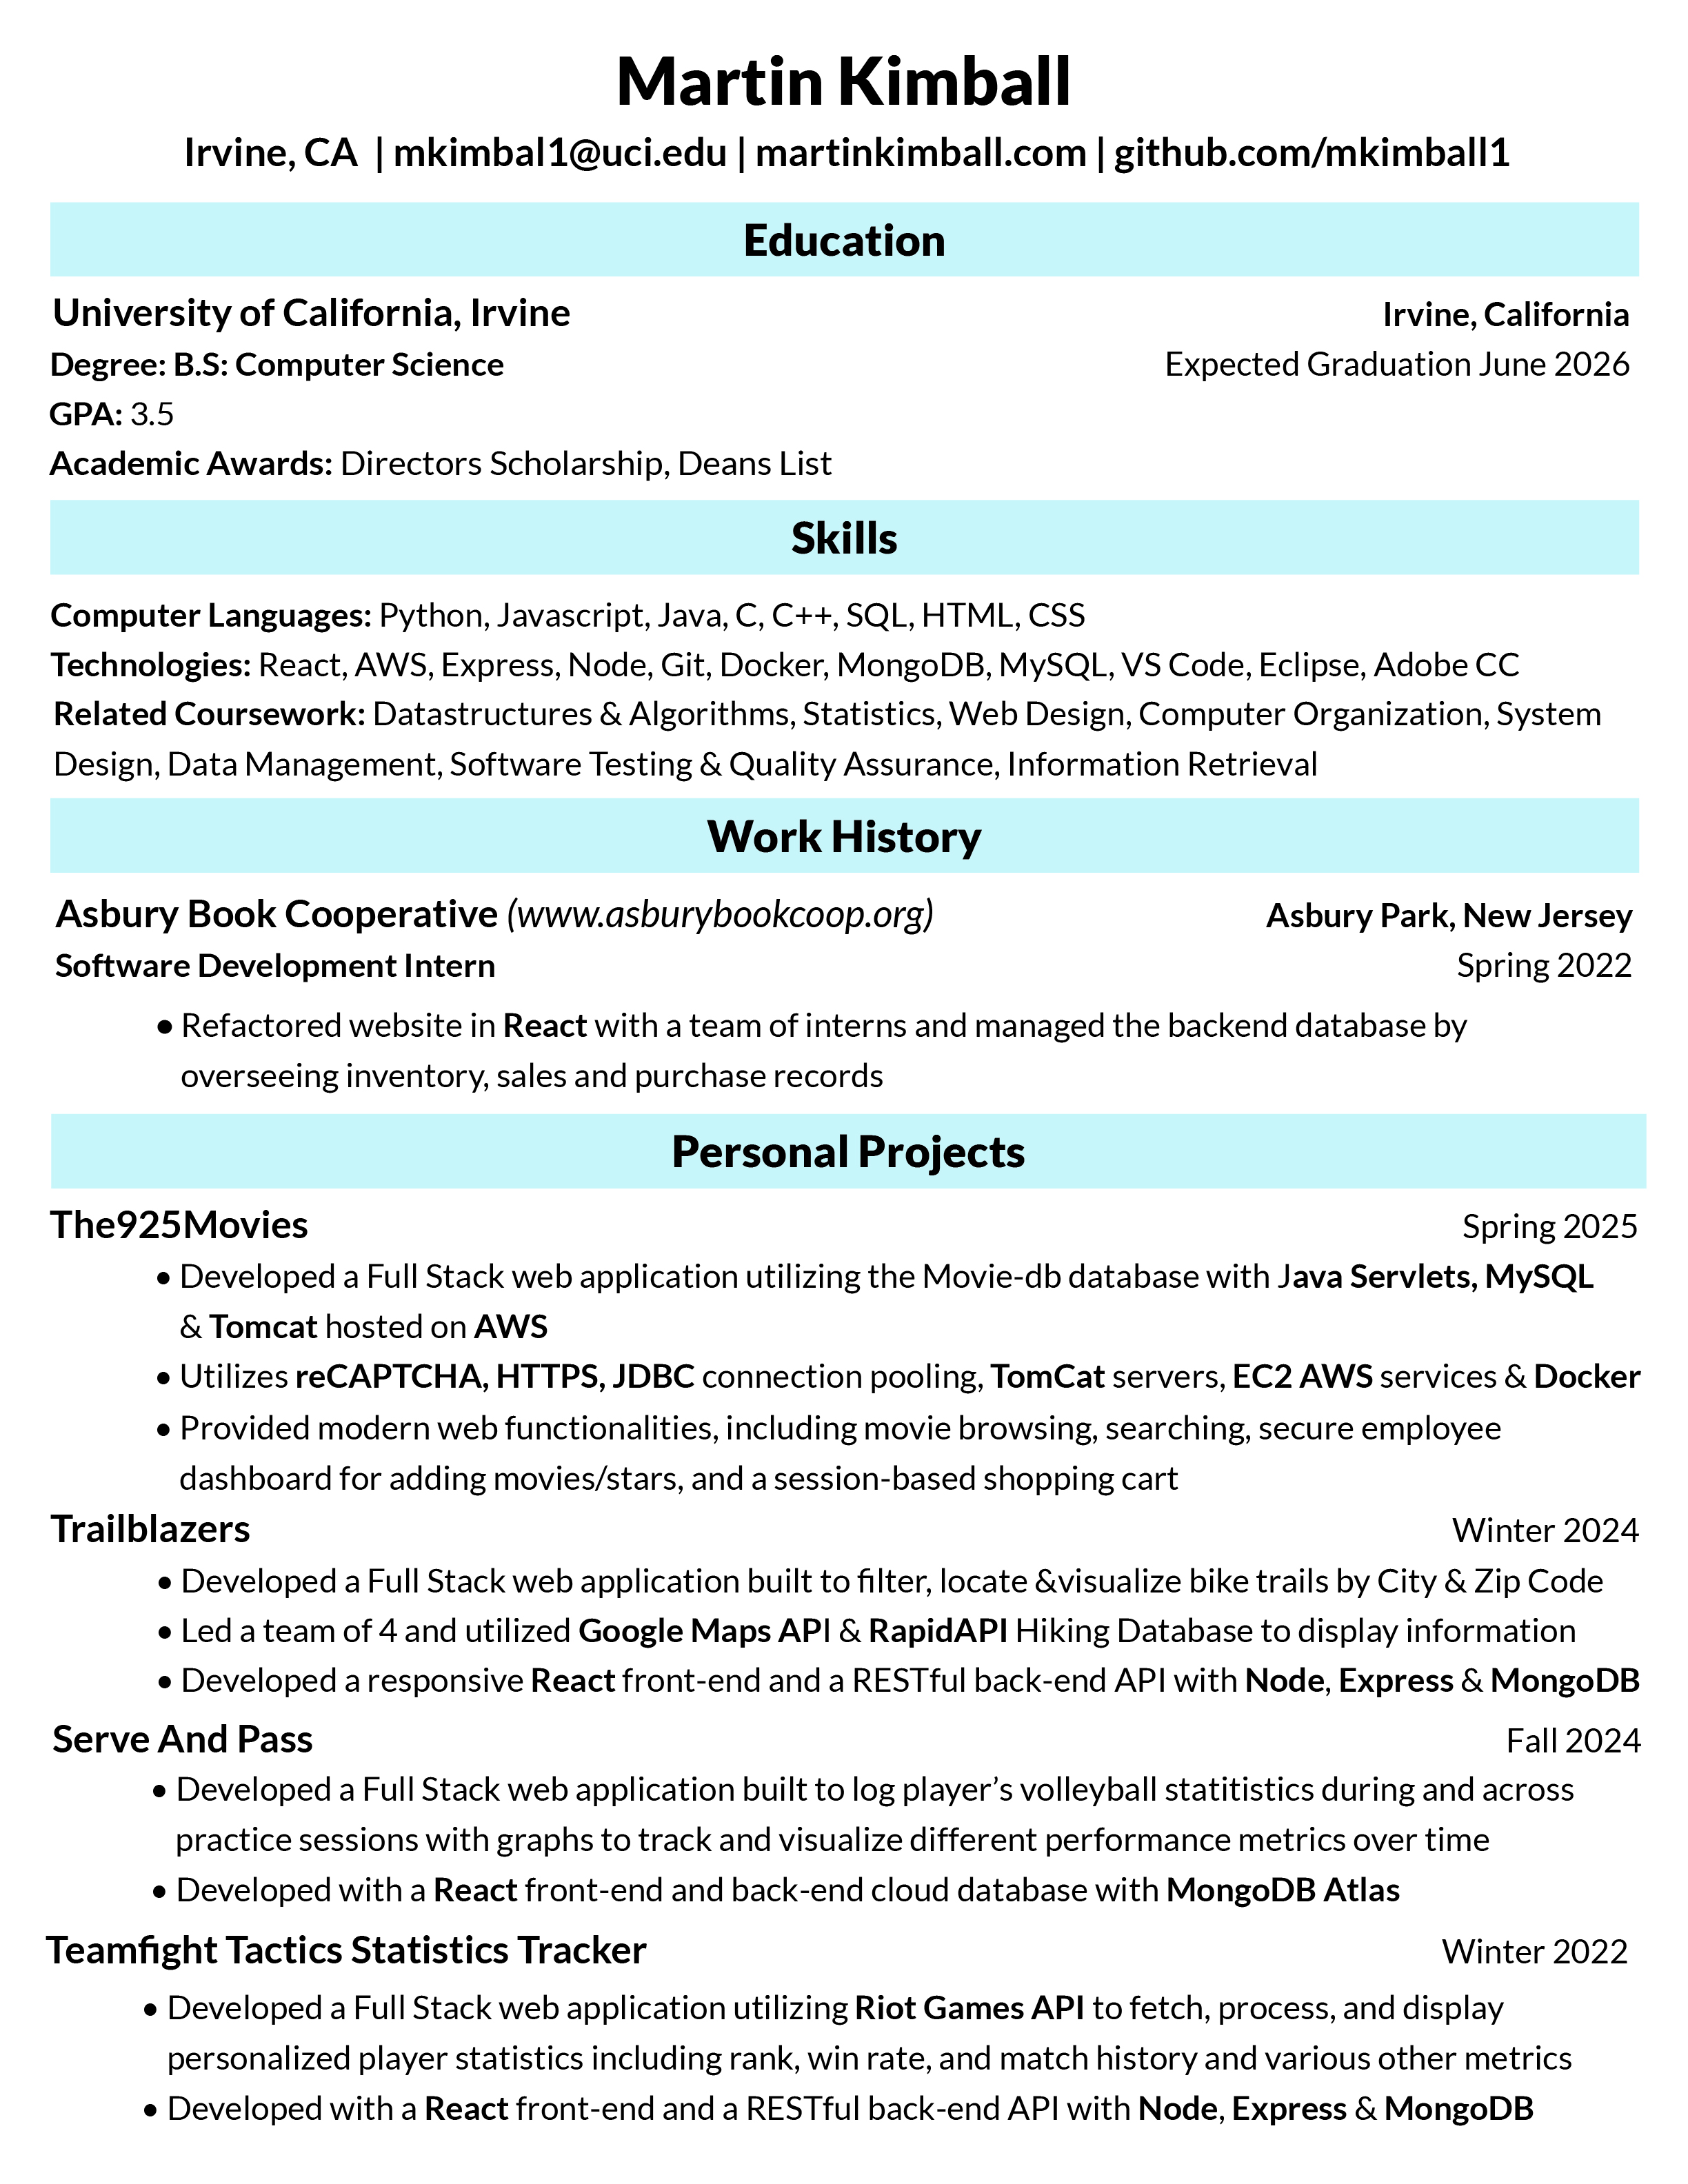 Martin Kimball
Irvine, CA | mkimbal1@uci.edu | martinkimball.com | github.com/mkimball1
Education
University of California, Irvine Irvine, California
Degree: B.S: Computer Science Expected Graduation June 2026
GPA: 3.5
Academic Awards: Directors Scholarship, Deans List
Skills
Computer Languages: Python, Javascript, Java, C, C++, SQL, HTML, CSS
Technologies: React, AWS, Express, Node, Git, Docker, MongoDB, MySQL, VS Code, Eclipse, Adobe CC
Related Coursework: Datastructures & Algorithms, Statistics, Web Design, Computer Organization, System
Design, Data Management, Software Testing & Quality Assurance, Information Retrieval
Work History
Asbury Book Cooperative (www.asburybookcoop.org) Asbury Park, New Jersey
Software Development Intern Spring 2022
• Refactored website in React with a team of interns and managed the backend database by
overseeing inventory, sales and purchase records
Personal Projects
The925Movies Spring 2025
• Developed a Full Stack web application utilizing the Movie-db database with Java Servlets, MySQL
& Tomcat hosted on AWS
• Utilizes reCAPTCHA, HTTPS, JDBC connection pooling, TomCat servers, EC2 AWS services & Docker
• Provided modern web functionalities, including movie browsing, searching, secure employee
dashboard for adding movies/stars, and a session-based shopping cart
Trailblazers Winter 2024
• Developed a Full Stack web application built to filter, locate &visualize bike trails by City & Zip Code
• Led a team of 4 and utilized Google Maps API & RapidAPI Hiking Database to display information
• Developed a responsive React front-end and a RESTful back-end API with Node, Express & MongoDB
Serve And Pass Fall 2024
• Developed a Full Stack web application built to log player’s volleyball statitistics during and across
practice sessions with graphs to track and visualize different performance metrics over time
• Developed with a React front-end and back-end cloud database with MongoDB Atlas
Teamfight Tactics Statistics Tracker Winter 2022
• Developed a Full Stack web application utilizing Riot Games API to fetch, process, and display
personalized player statistics including rank, win rate, and match history and various other metrics
• Developed with a React front-end and a RESTful back-end API with Node, Express & MongoDB